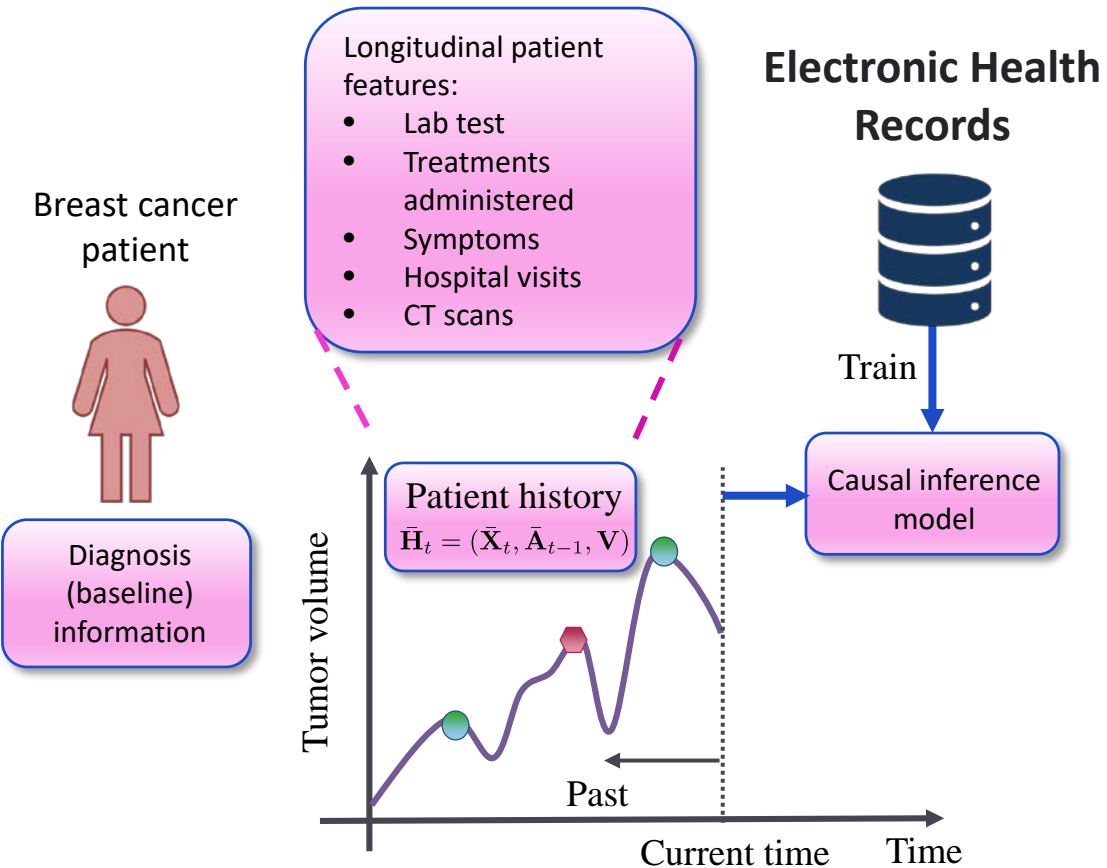 Breast cancer
patient
Diagnosis
(baseline)
information
Longitudinal patient
features:
• Lab test
• Treatments
administered
• Symptoms
• Hospital visits
• CT scans
Electronic Health
Records
Train
Causal inference
model
Patient history
H̄ₜ = (X̄ₜ, Āₜ₋₁, V)
Tumor volume
Past
Current time
Time